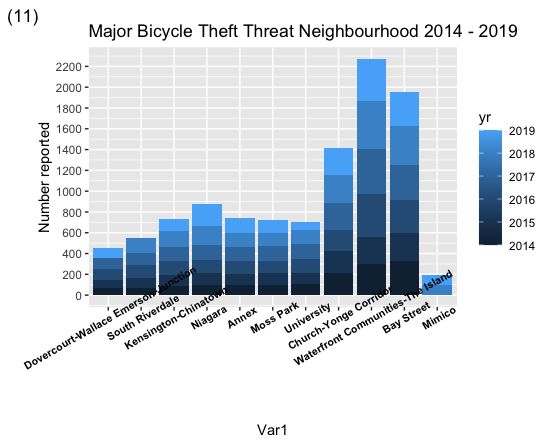 (11)
Major Bicycle Theft Threat Neighbourhood 2014 - 2019
Number reported
2200
2000
1800
1600
1400
1200
1000
800
600
400
200
0
Dovercourt-Wallace Emerson-Junction
South Riverdale
Kensington-Chinatown
Niagara
Annex
Moss Park
University
Church-Yonge Corridor
Waterfront Communities-The Island
Bay Street
Mimico
Var1
yr
2019
2018
2017
2016
2015
2014